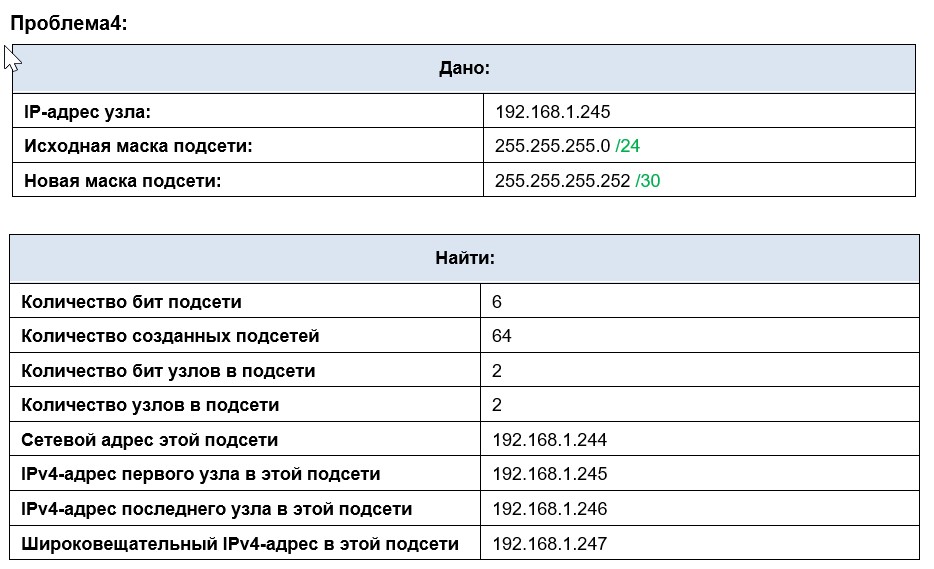 Проблема4:
Дано:
IP-адрес узла: 192.168.1.245
Исходная маска подсети: 255.255.255.0 /24
Новая маска подсети: 255.255.255.252 /30
Найти:
Количество бит подсети 6
Количество созданных подсетей 64
Количество бит узлов в подсети 2
Количество узлов в подсети 2
Сетевой адрес этой подсети 192.168.1.244
IPv4-адрес первого узла в этой подсети 192.168.1.245
IPv4-адрес последнего узла в этой подсети 192.168.1.246
Широковещательный IPv4-адрес в этой подсети 192.168.1.247